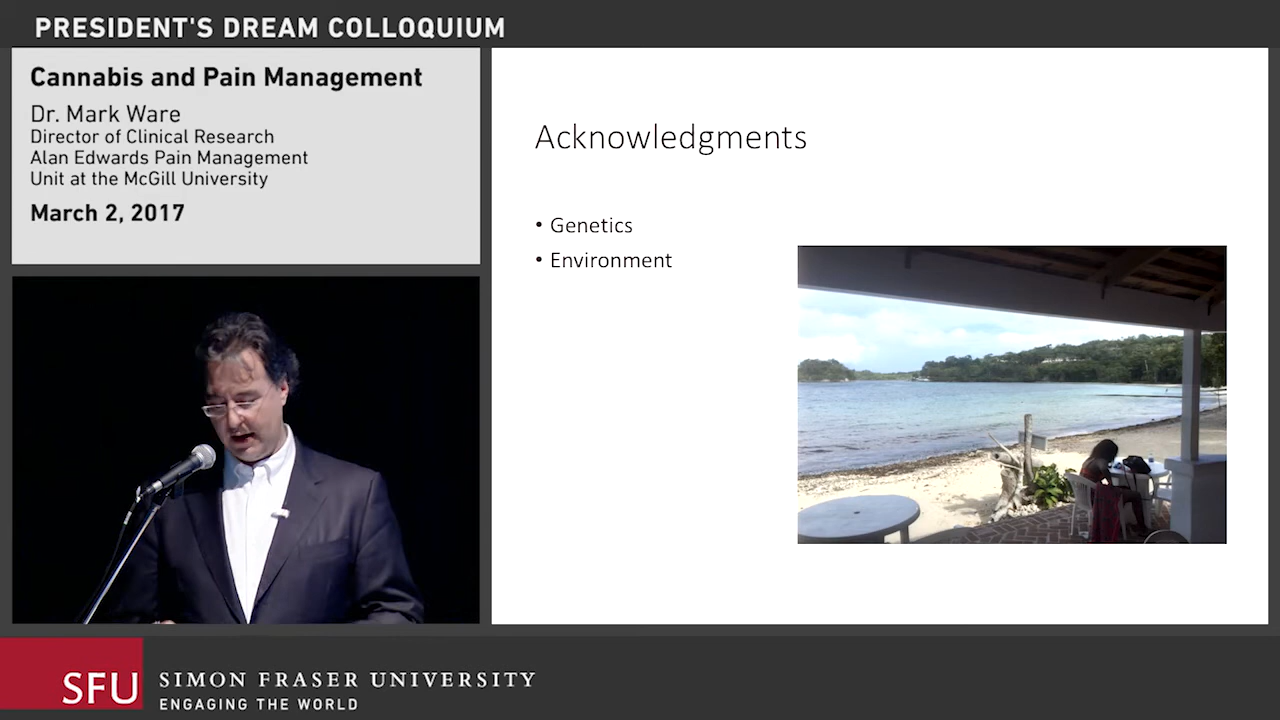 PRESIDENT'S DREAM COLLOQUIUM
Cannabis and Pain Management
Dr. Mark Ware
Director of Clinical Research
Alan Edwards Pain Management
Unit at the McGill University
March 2, 2017
Acknowledgments
• Genetics
• Environment
SFU
SIMON FRASER UNIVERSITY
ENGAGING THE WORLD